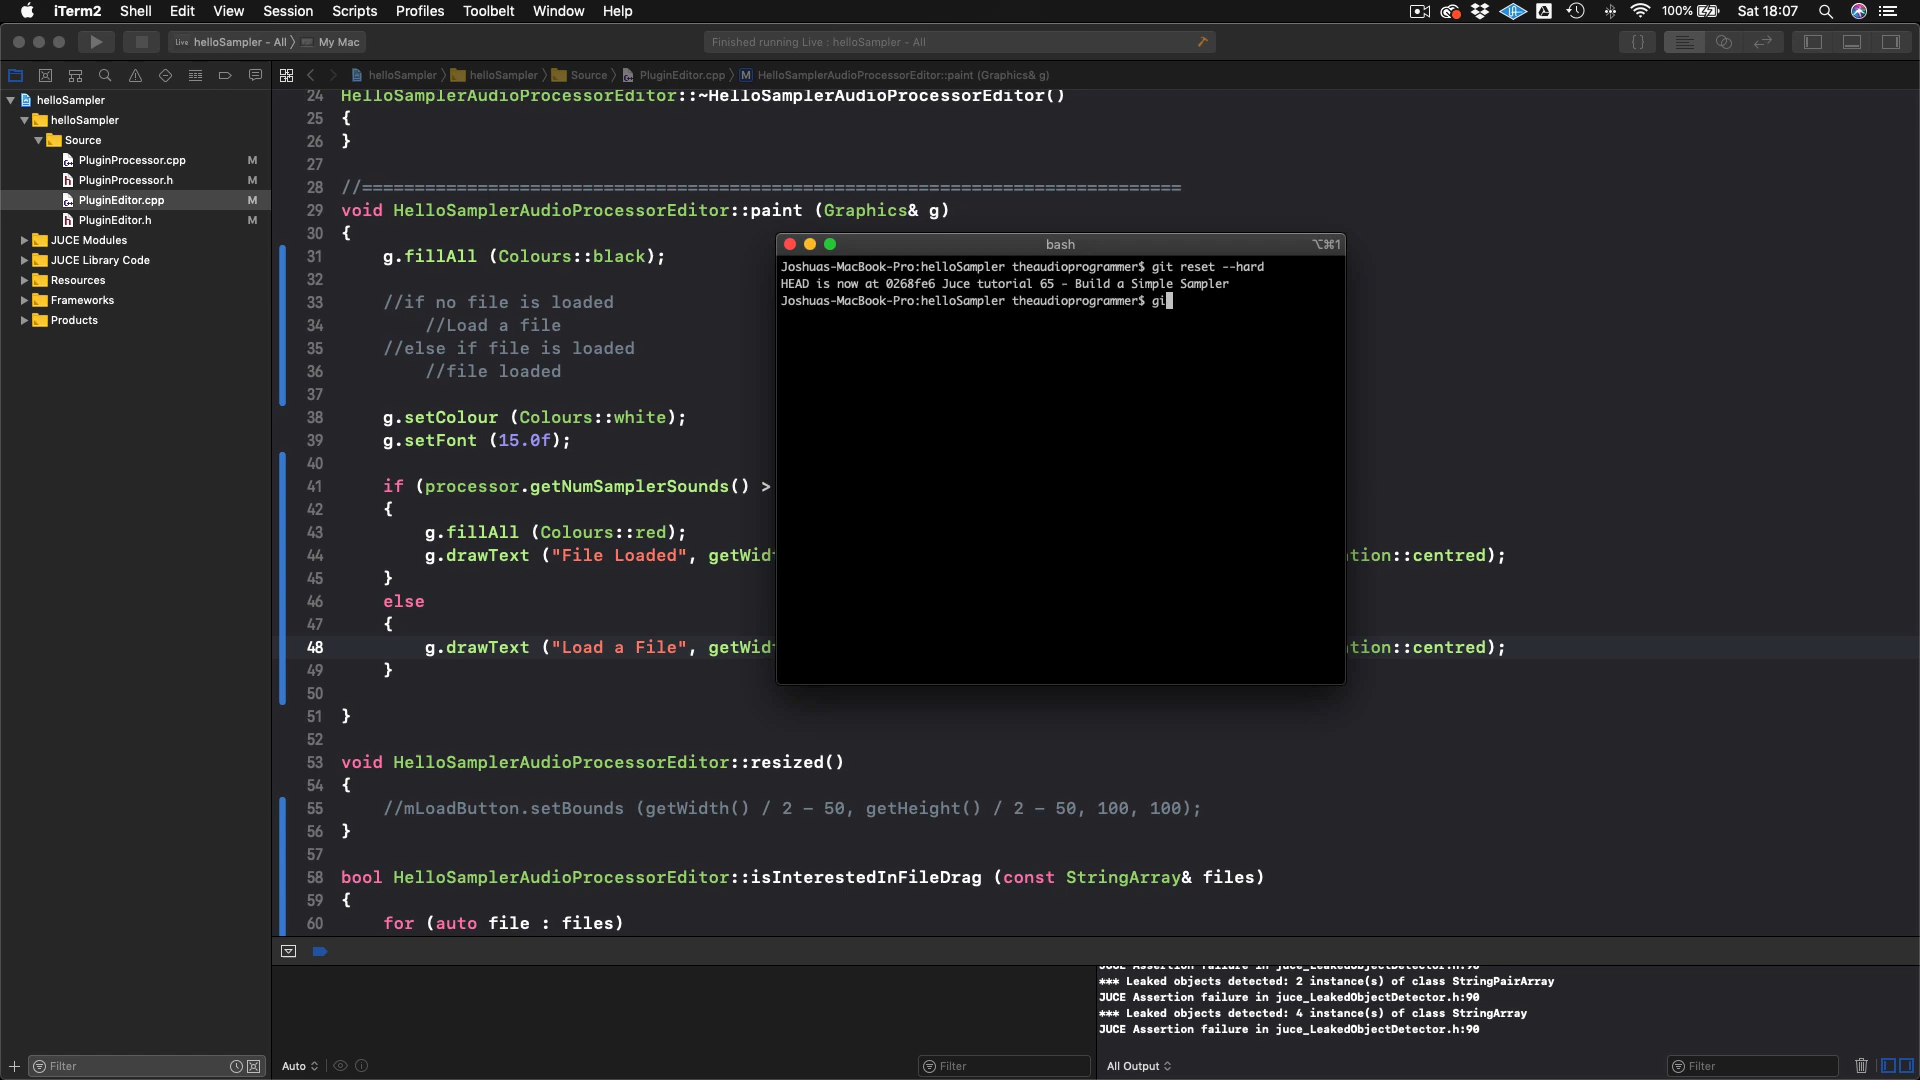 iTerm2 Shell Edit View Session Scripts Profiles Toolbelt Window Help 100% Sat 18:07
Live helloSampler - All 〉 My Mac
Finished running Live : helloSampler - All
helloSampler 〉 helloSampler 〉 Source 〉 PluginEditor.cpp 〉 M HelloSamplerAudioProcessorEditor::paint (Graphics& g)
helloSampler
helloSampler
Source
PluginProcessor.cpp M
PluginProcessor.h M
PluginEditor.cpp M
PluginEditor.h M
JUCE Modules
JUCE Library Code
Resources
Frameworks
Products
24 HelloSamplerAudioProcessorEditor::~HelloSamplerAudioProcessorEditor()
25 {
26 }
27
28 //==============================================================================
29 void HelloSamplerAudioProcessorEditor::paint (Graphics& g)
30 {
31 g.fillAll (Colours::black);
32
33 //if no file is loaded
34 //Load a file
35 //else if file is loaded
36 //file loaded
37
38 g.setColour (Colours::white);
39 g.setFont (15.0f);
40
41 if (processor.getNumSamplerSounds() >
42 {
43 g.fillAll (Colours::red);
44 g.drawText ("File Loaded", getWidt tion::centred);
45 }
46 else
47 {
48 g.drawText ("Load a File", getWidt tion::centred);
49 }
50
51 }
52
53 void HelloSamplerAudioProcessorEditor::resized()
54 {
55 //mLoadButton.setBounds (getWidth() / 2 - 50, getHeight() / 2 - 50, 100, 100);
56 }
57
58 bool HelloSamplerAudioProcessorEditor::isInterestedInFileDrag (const StringArray& files)
59 {
60 for (auto file : files)
bash ⌥⌘1
Joshuas-MacBook-Pro:helloSampler theaudioprogrammer$ git reset --hard
HEAD is now at 0268fe6 Juce tutorial 65 - Build a Simple Sampler
Joshuas-MacBook-Pro:helloSampler theaudioprogrammer$ gi
JUCE Assertion failure in juce_LeakedObjectDetector.h:90
*** Leaked objects detected: 2 instance(s) of class StringPairArray
JUCE Assertion failure in juce_LeakedObjectDetector.h:90
*** Leaked objects detected: 4 instance(s) of class StringArray
JUCE Assertion failure in juce_LeakedObjectDetector.h:90
Filter
Auto
Filter
All Output
Filter